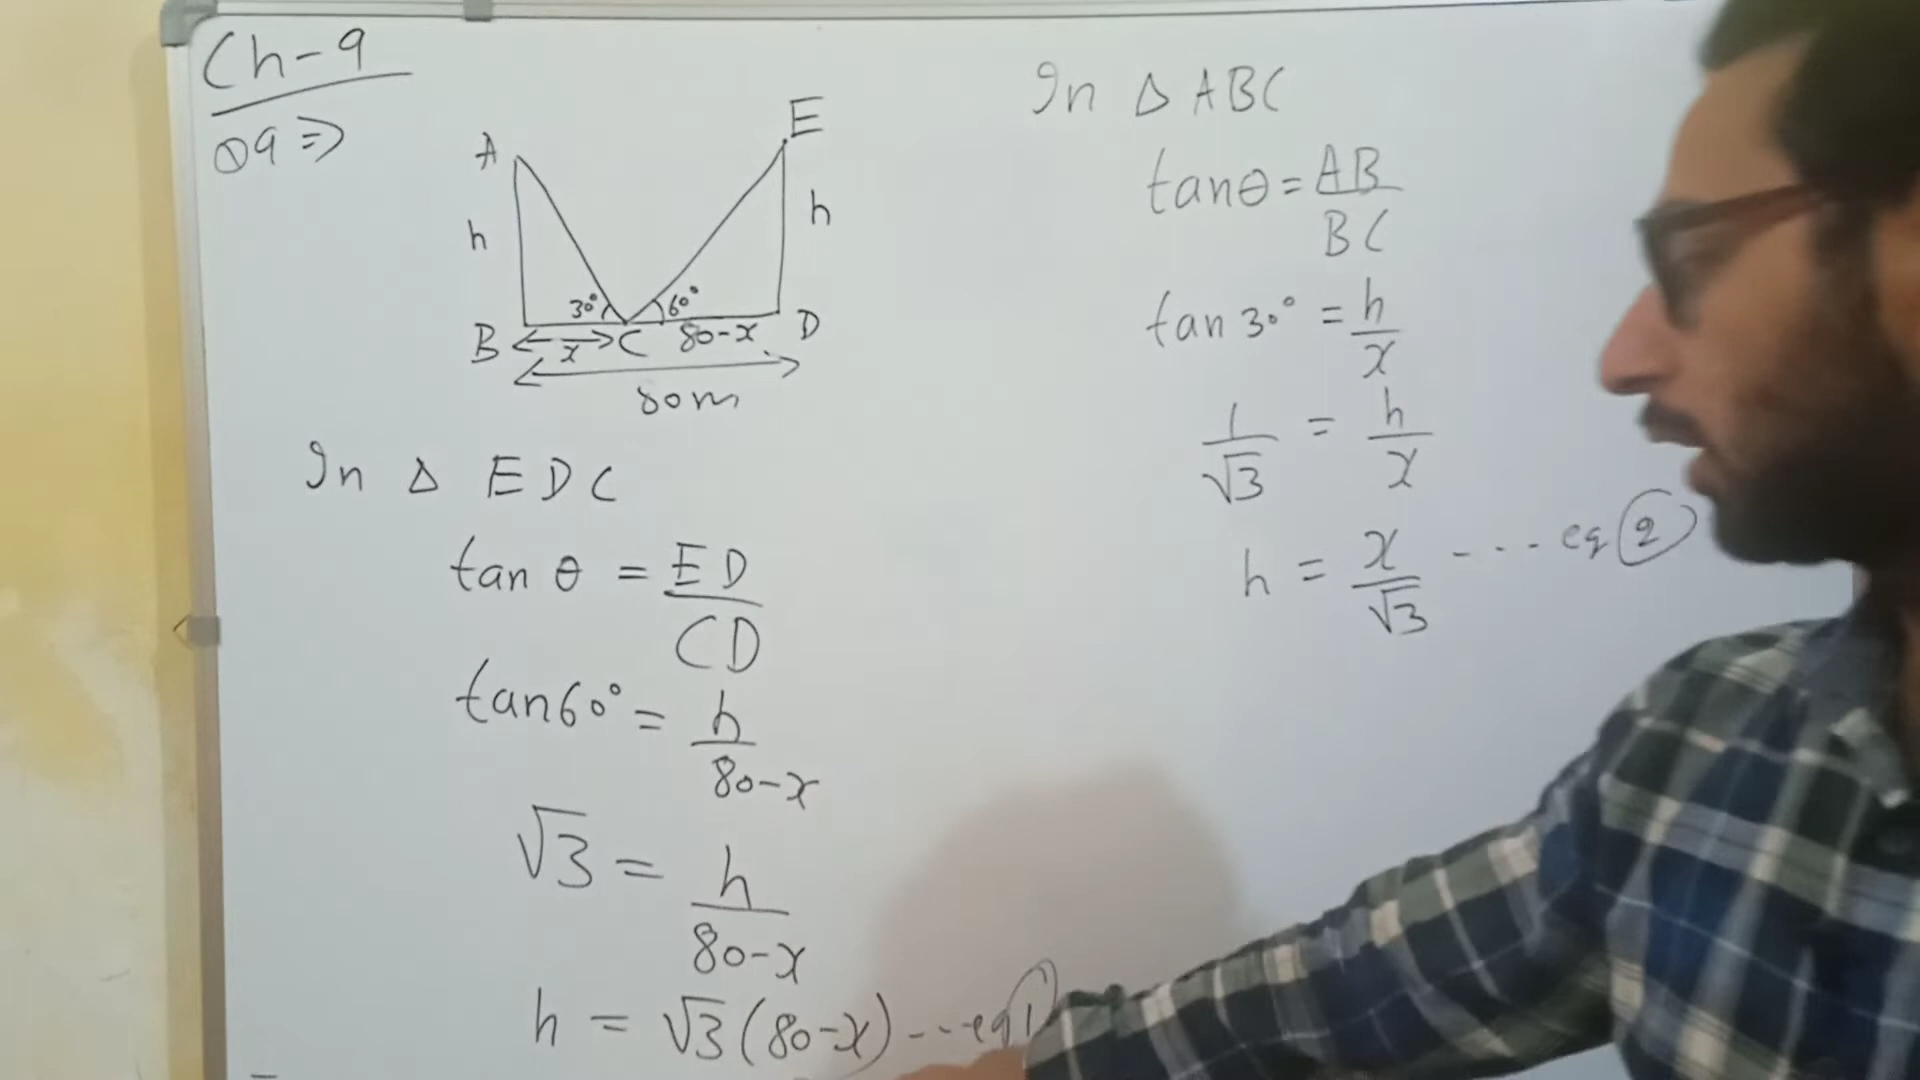 Ch-9
Q9⇒
A
E
h
h
30°
60°
B
x
C
80-x
D
80m
In Δ EDC
tan θ = ED/CD
tan60° = h/80-x
√3 = h/80-x
h = √3(80-x) ---eq 1
In Δ ABC
tanθ = AB/BC
tan 30° = h/x
1/√3 = h/x
h = x/√3 ---- eq 2